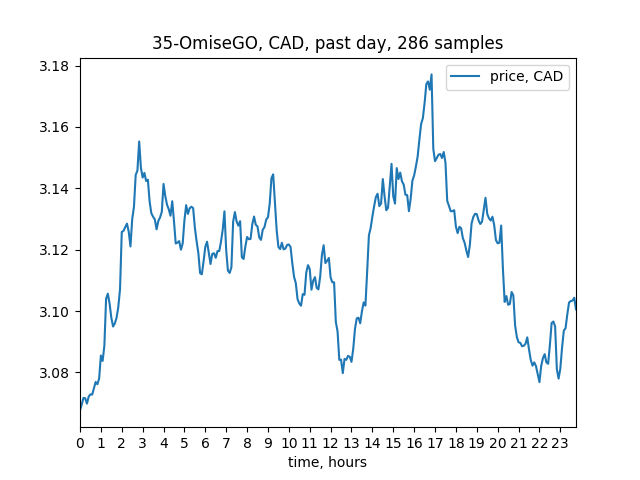 35-OmiseGO, CAD, past day, 286 samples
price, CAD
3.18
3.16
3.14
3.12
3.10
3.08
0 1 2 3 4 5 6 7 8 9 10 11 12 13 14 15 16 17 18 19 20 21 22 23
time, hours